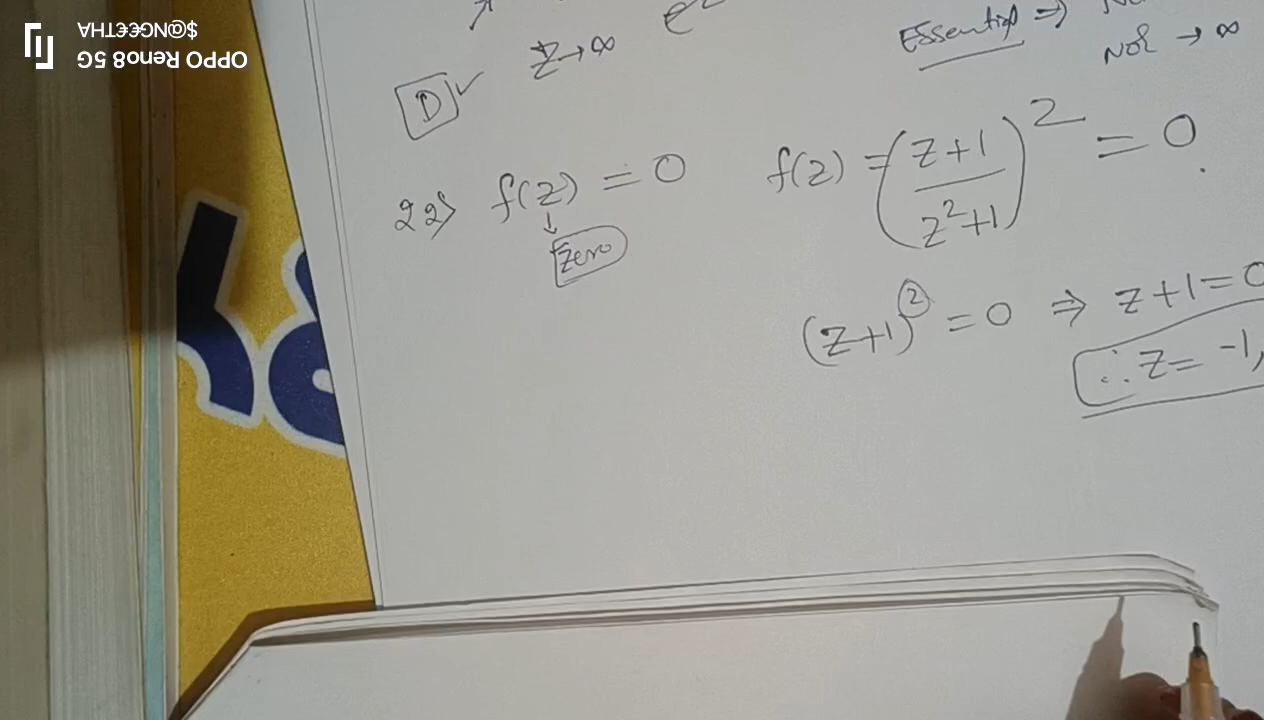 $@NGEETHA
OPPO Reno8 5G
z→∞
Essential ⇒
Not → ∞
D ✓
22) f(z) = 0
↓
Zero
f(z) = ((z+1)/(z²+1))² = 0.
(z+1)² = 0 ⇒ z+1=0
∴ z = -1,